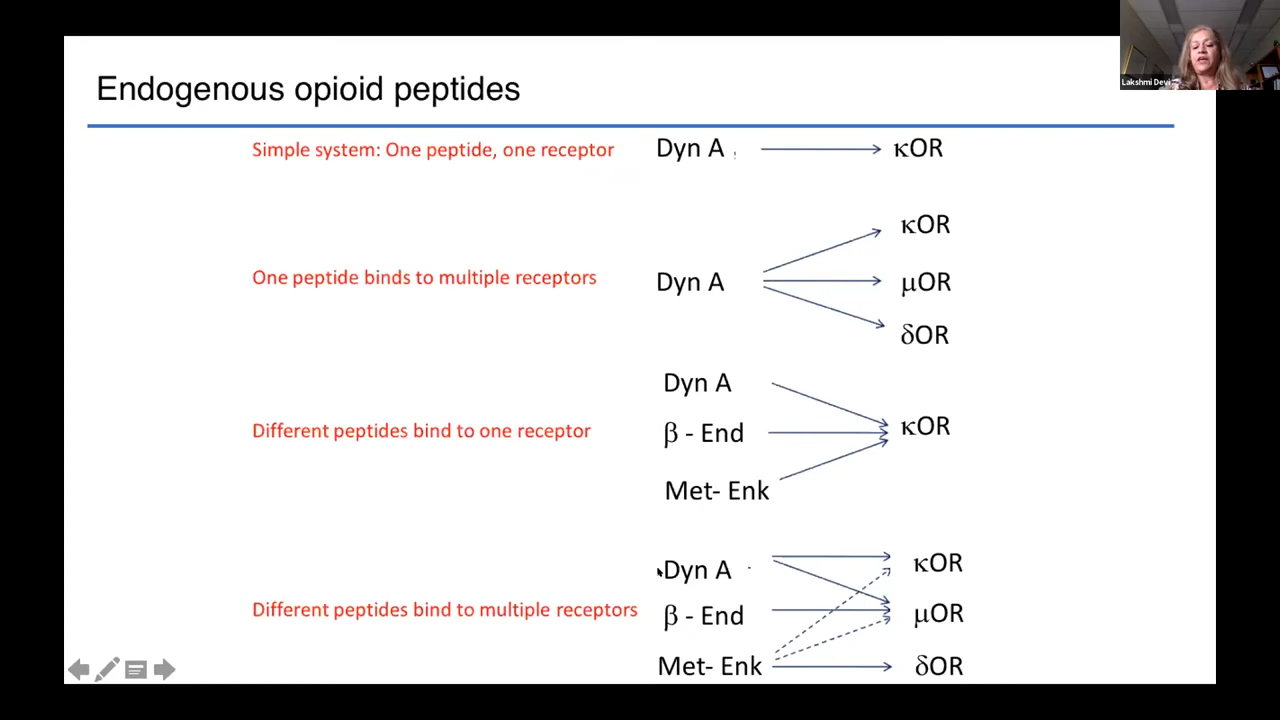 Endogenous opioid peptides
Lakshmi Devi
Simple system: One peptide, one receptor
Dyn A
κOR
One peptide binds to multiple receptors
Dyn A
κOR
μOR
δOR
Different peptides bind to one receptor
Dyn A
β - End
Met- Enk
κOR
Different peptides bind to multiple receptors
Dyn A
β - End
Met- Enk
κOR
μOR
δOR